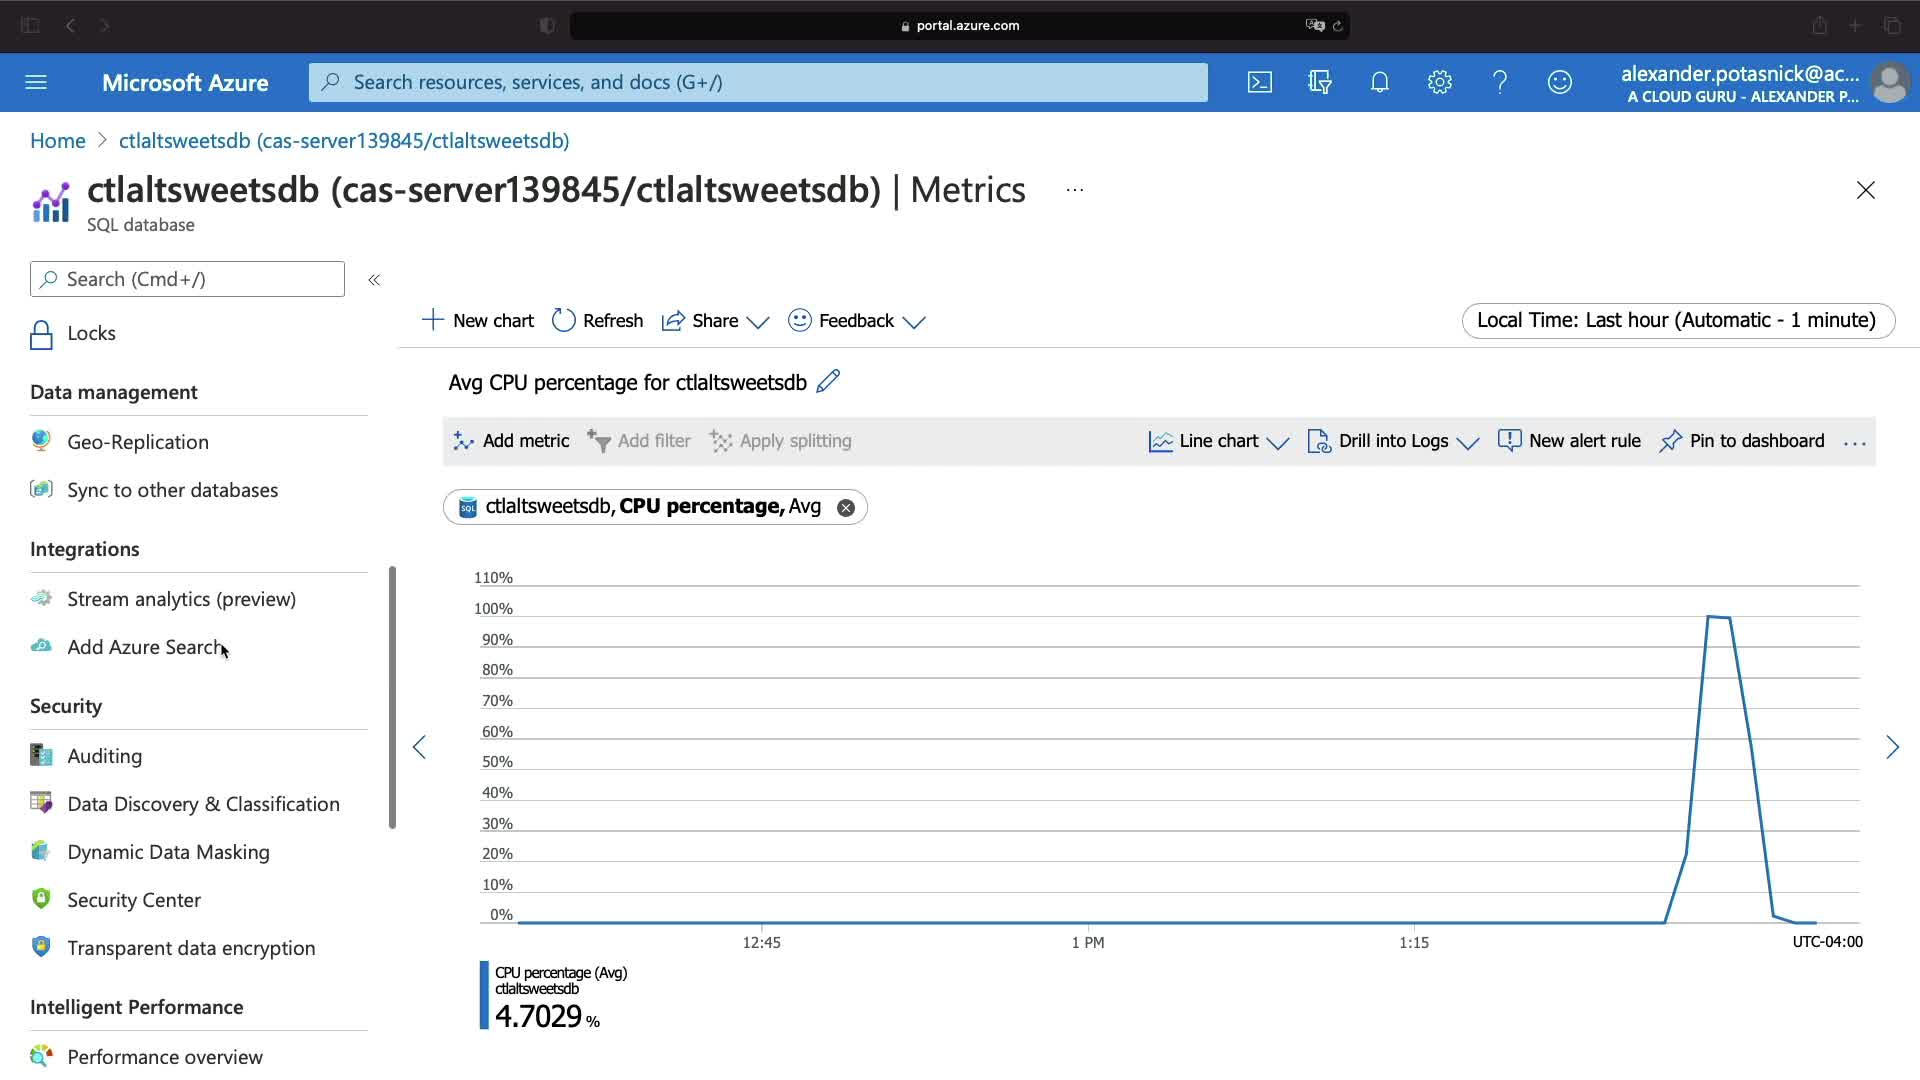 portal.azure.com
Microsoft Azure
Search resources, services, and docs (G+/)
alexander.potasnick@ac...
A CLOUD GURU - ALEXANDER P...
Home > ctlaltsweetsdb (cas-server139845/ctlaltsweetsdb)
ctlaltsweetsdb (cas-server139845/ctlaltsweetsdb) | Metrics ...
SQL database
Search (Cmd+/)
«
Locks
Data management
Geo-Replication
Sync to other databases
Integrations
Stream analytics (preview)
Add Azure Search
Security
Auditing
Data Discovery & Classification
Dynamic Data Masking
Security Center
Transparent data encryption
Intelligent Performance
Performance overview
New chart Refresh Share Feedback
Local Time: Last hour (Automatic - 1 minute)
Avg CPU percentage for ctlaltsweetsdb
Add metric Add filter Apply splitting Line chart Drill into Logs New alert rule Pin to dashboard ...
SQL ctlaltsweetsdb, CPU percentage, Avg
110%
100%
90%
80%
70%
60%
50%
40%
30%
20%
10%
0%
12:45 1 PM 1:15 UTC-04:00
CPU percentage (Avg)
ctlaltsweetsdb
4.7029 %